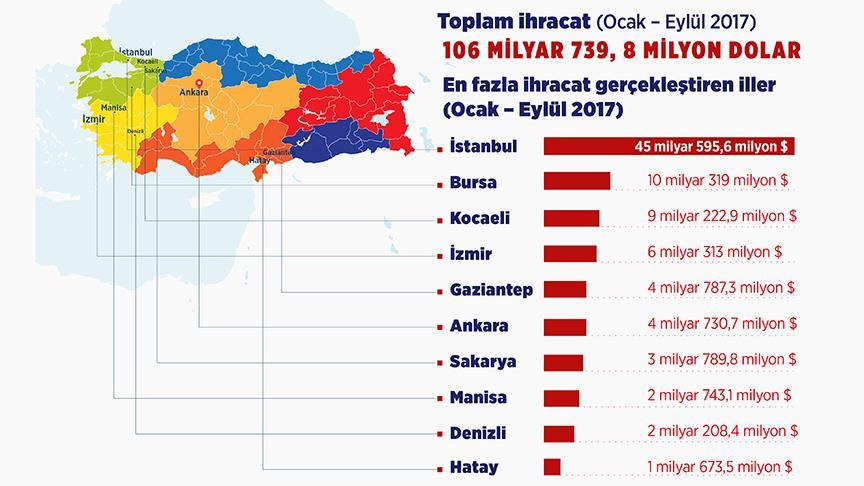 Toplam ihracat (Ocak – Eylül 2017)
106 MİLYAR 739, 8 MİLYON DOLAR
En fazla ihracat gerçekleştiren iller
(Ocak – Eylül 2017)
İstanbul
Kocaeli
Sakarya
Ankara
Manisa
İzmir
Denizli
Gaziantep
Hatay
İstanbul 45 milyar 595,6 milyon $
Bursa 10 milyar 319 milyon $
Kocaeli 9 milyar 222,9 milyon $
İzmir 6 milyar 313 milyon $
Gaziantep 4 milyar 787,3 milyon $
Ankara 4 milyar 730,7 milyon $
Sakarya 3 milyar 789,8 milyon $
Manisa 2 milyar 743,1 milyon $
Denizli 2 milyar 208,4 milyon $
Hatay 1 milyar 673,5 milyon $